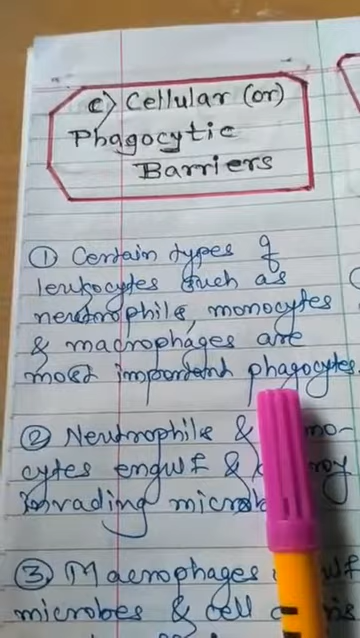 c) Cellular (or)
Phagocytic
Barriers
① Certain types of
leukocytes such as
neutrophils, monocytes
& macrophages are
most important phagocytes.
② Neutrophils & mo-
cytes engulf &
invading
③ Macrophages
microbes & cell